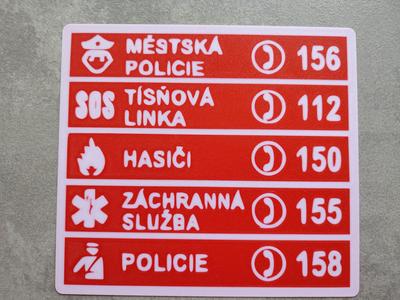 MĚSTSKÁ
POLICIE
156
SOS
TÍSŇOVÁ
LINKA
112
HASIČI
150
ZÁCHRANNÁ
SLUŽBA
155
POLICIE
158